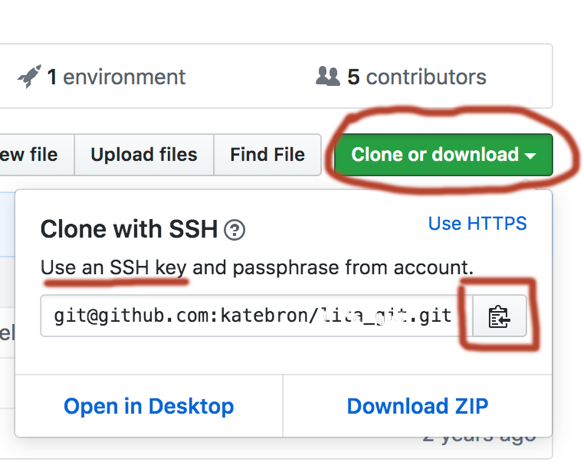 1 environment 5 contributors
ew file Upload files Find File Clone or download
Clone with SSH ? Use HTTPS
Use an SSH key and passphrase from account.
git@github.com:katebron/lita_git.git
el
Open in Desktop Download ZIP
2 years ago